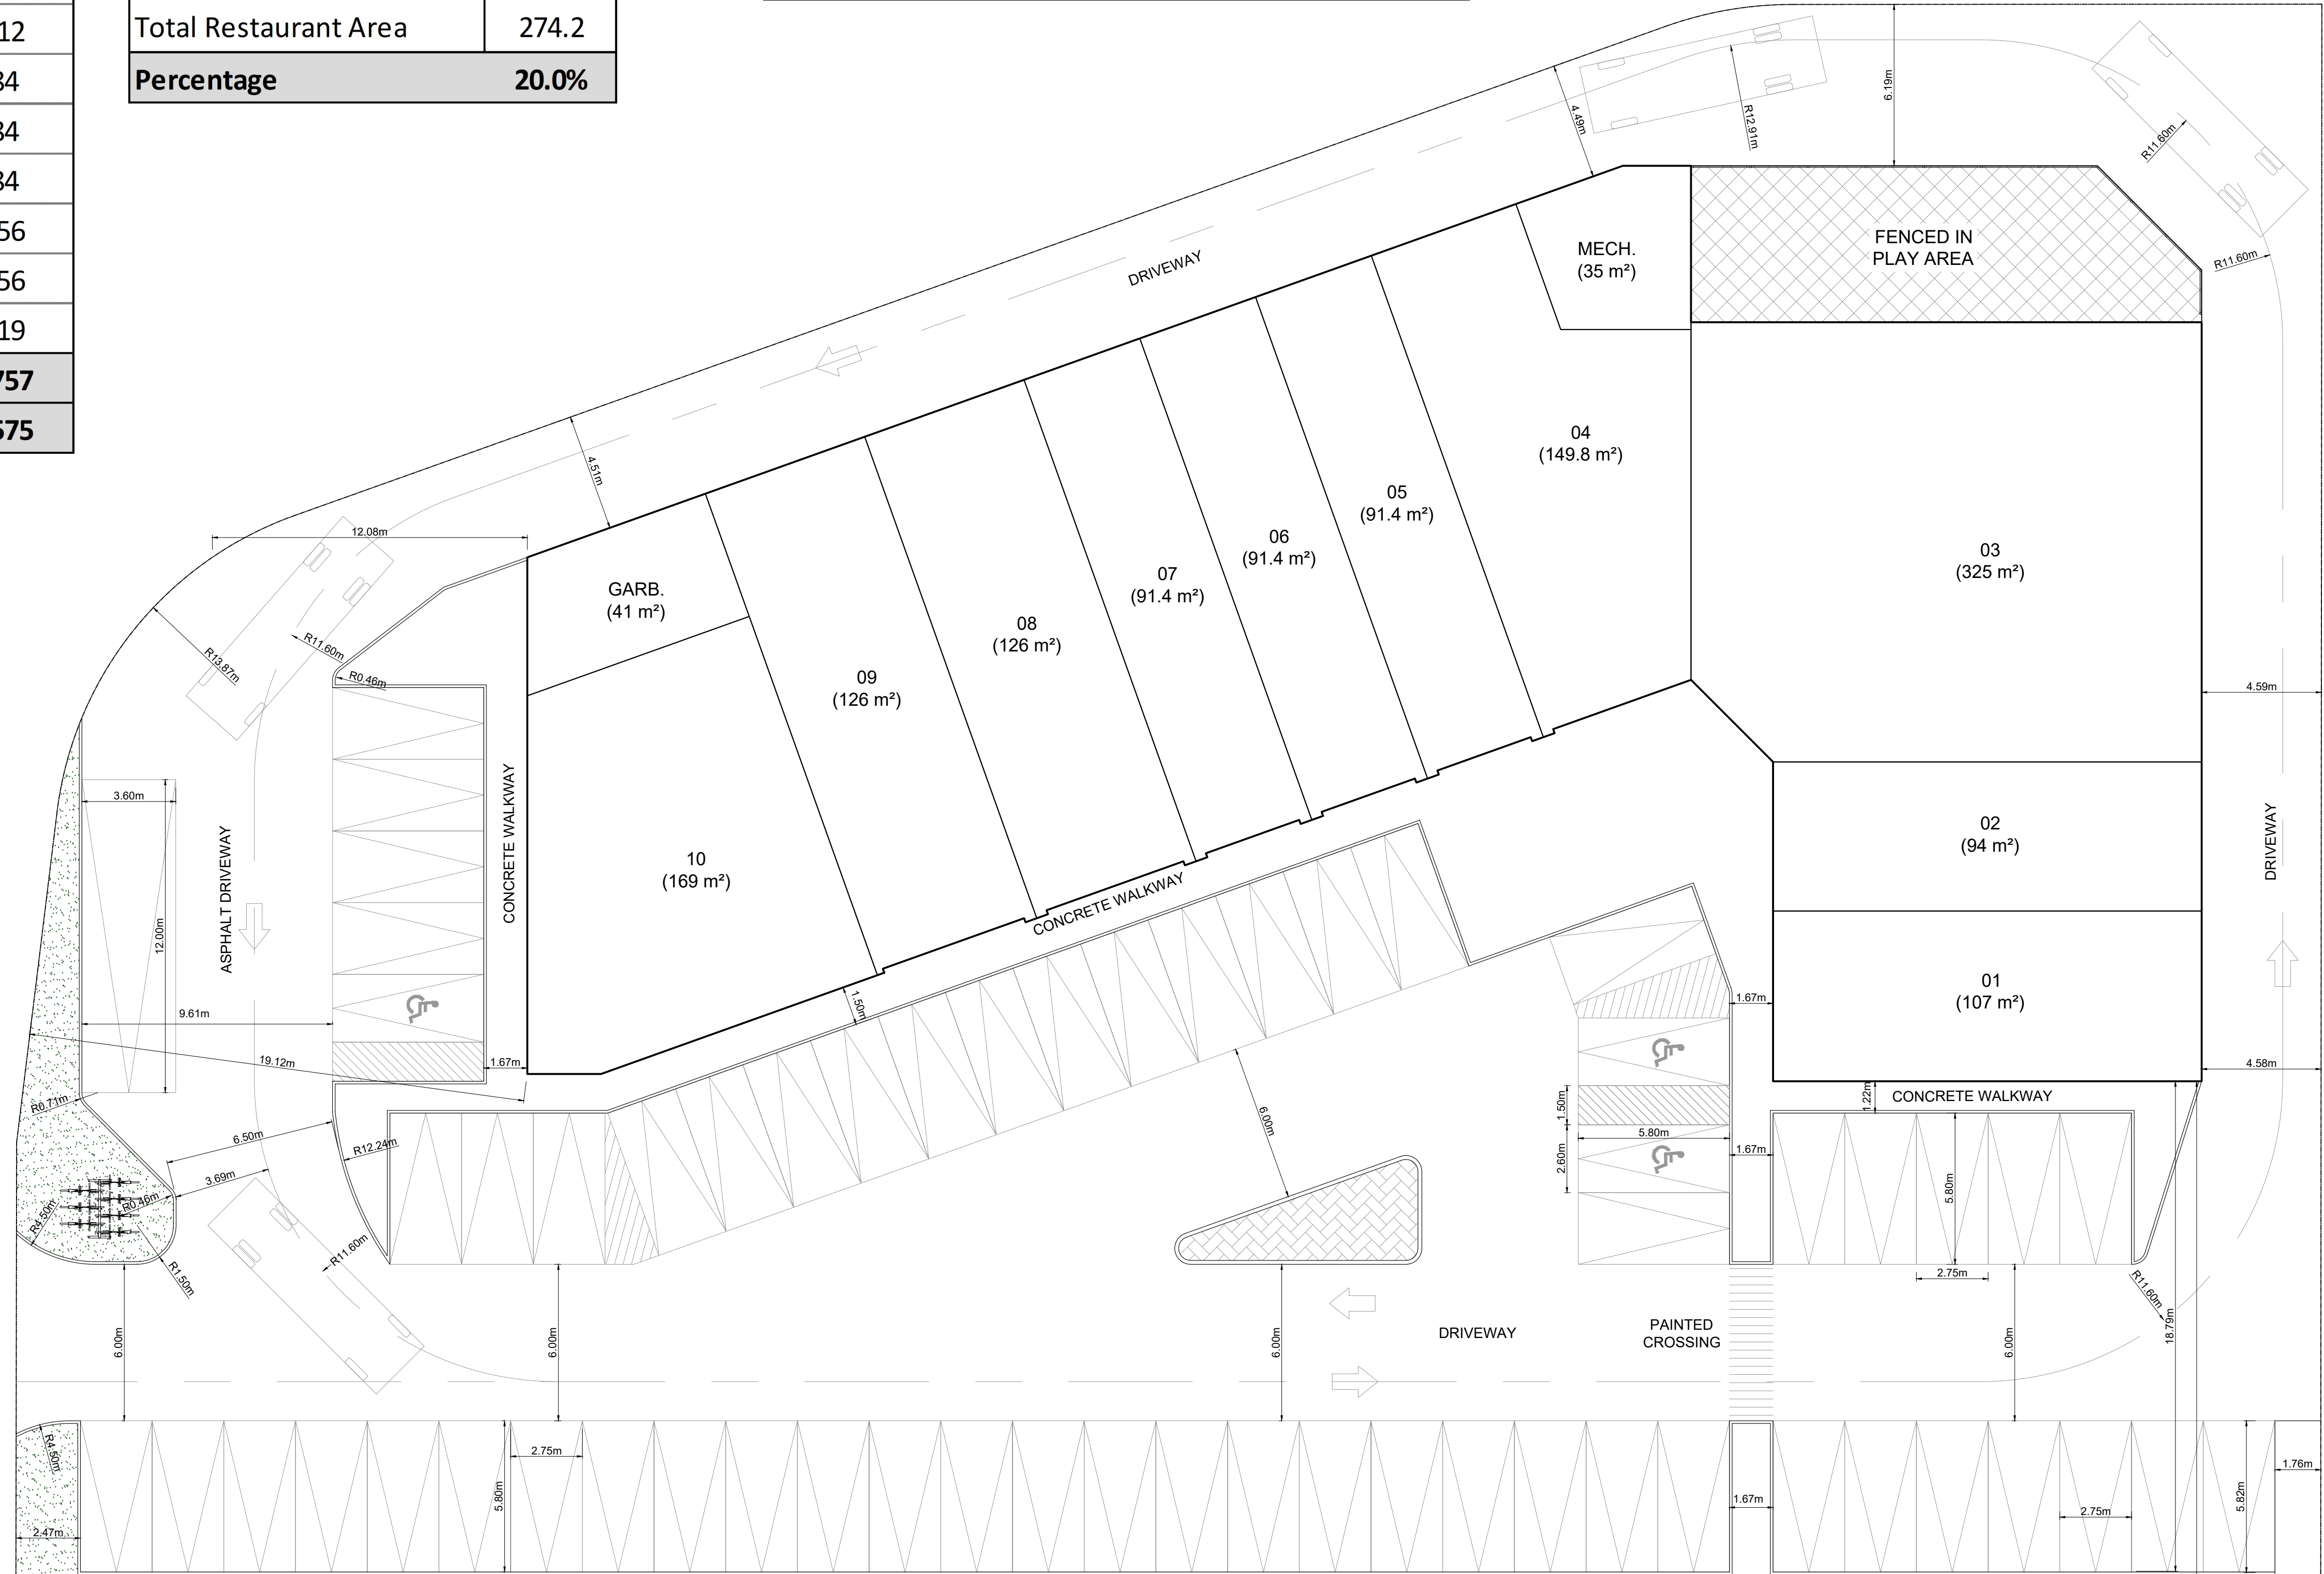 12
Total Restaurant Area 274.2
34
Percentage 20.0%
34
34
56
56
19
757
575
6.19m
4.49m
R12.91m
R11.60m
R11.60m
FENCED IN
PLAY AREA
MECH.
(35 m²)
DRIVEWAY
4.51m
12.08m
R13.87m
R11.60m
R0.46m
GARB.
(41 m²)
10
(169 m²)
09
(126 m²)
08
(126 m²)
07
(91.4 m²)
06
(91.4 m²)
05
(91.4 m²)
04
(149.8 m²)
03
(325 m²)
02
(94 m²)
01
(107 m²)
4.59m
4.58m
DRIVEWAY
3.60m
12.00m
ASPHALT DRIVEWAY
CONCRETE WALKWAY
CONCRETE WALKWAY
9.61m
19.12m
1.67m
1.50m
1.67m
R0.71m
6.50m
3.69m
R12.24m
R4.50m
R0.46m
R1.50m
R11.60m
6.00m
1.50m
5.80m
2.60m
1.67m
1.22m
CONCRETE WALKWAY
5.80m
2.75m
R11.60m
18.79m
6.00m
6.00m
6.00m
DRIVEWAY
PAINTED
CROSSING
6.00m
R4.50m
2.47m
2.75m
5.80m
1.67m
2.75m
5.82m
1.76m